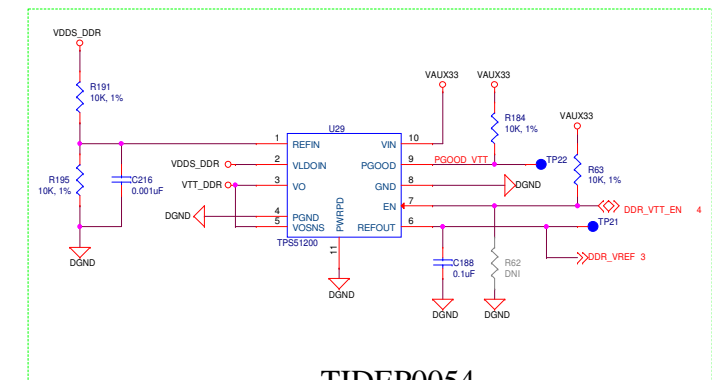 VDDS_DDR
R191
10K, 1%
VAUX33
VAUX33
R184
10K, 1%
VAUX33
U29
1
REFIN
VIN
10
VDDS_DDR
2
VLDOIN
PGOOD
9
PGOOD_VTT
TP22
R195
10K, 1%
C216
0.001uF
VTT_DDR
3
VO
GND
8
DGND
R63
10K, 1%
EN
7
DDR_VTT_EN 4
DGND
4
PGND
5
VOSNS
REFOUT
6
TP21
PWRPD
TPS51200
11
DGND
DGND
C188
0.1uF
R62
DNI
DDR_VREF 3
DGND
DGND
TIDEP0054